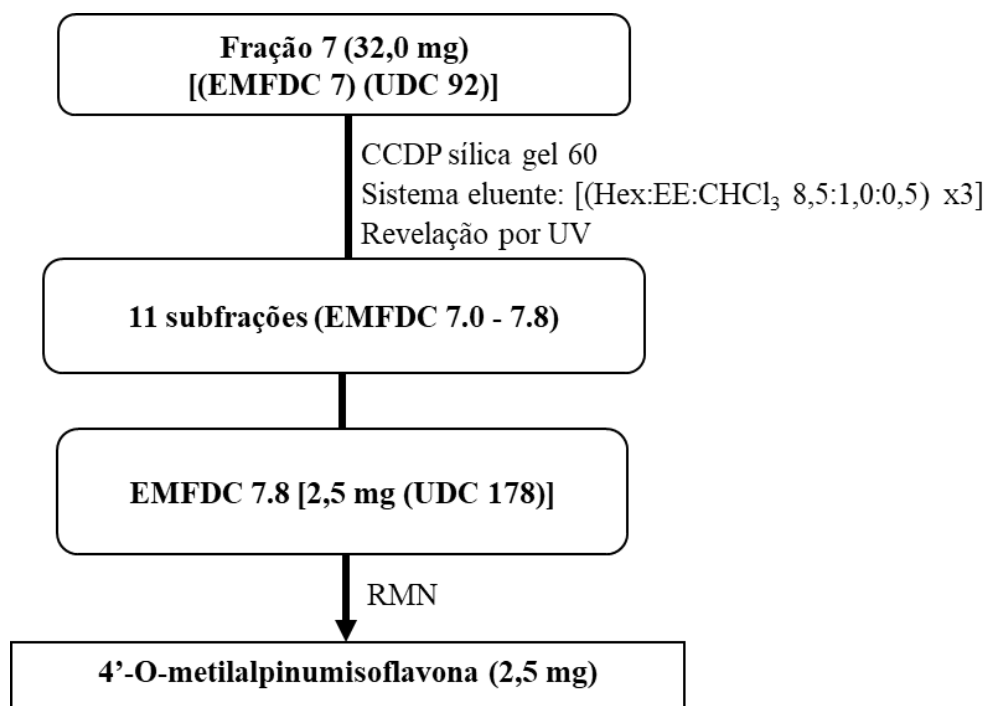 Fração 7 (32,0 mg)
[(EMFDC 7) (UDC 92)]
CCDP sílica gel 60
Sistema eluente: [(Hex:EE:CHCl₃ 8,5:1,0:0,5) x3]
Revelação por UV
11 subfrações (EMFDC 7.0 - 7.8)
EMFDC 7.8 [2,5 mg (UDC 178)]
RMN
4’-O-metilalpinumisoflavona (2,5 mg)